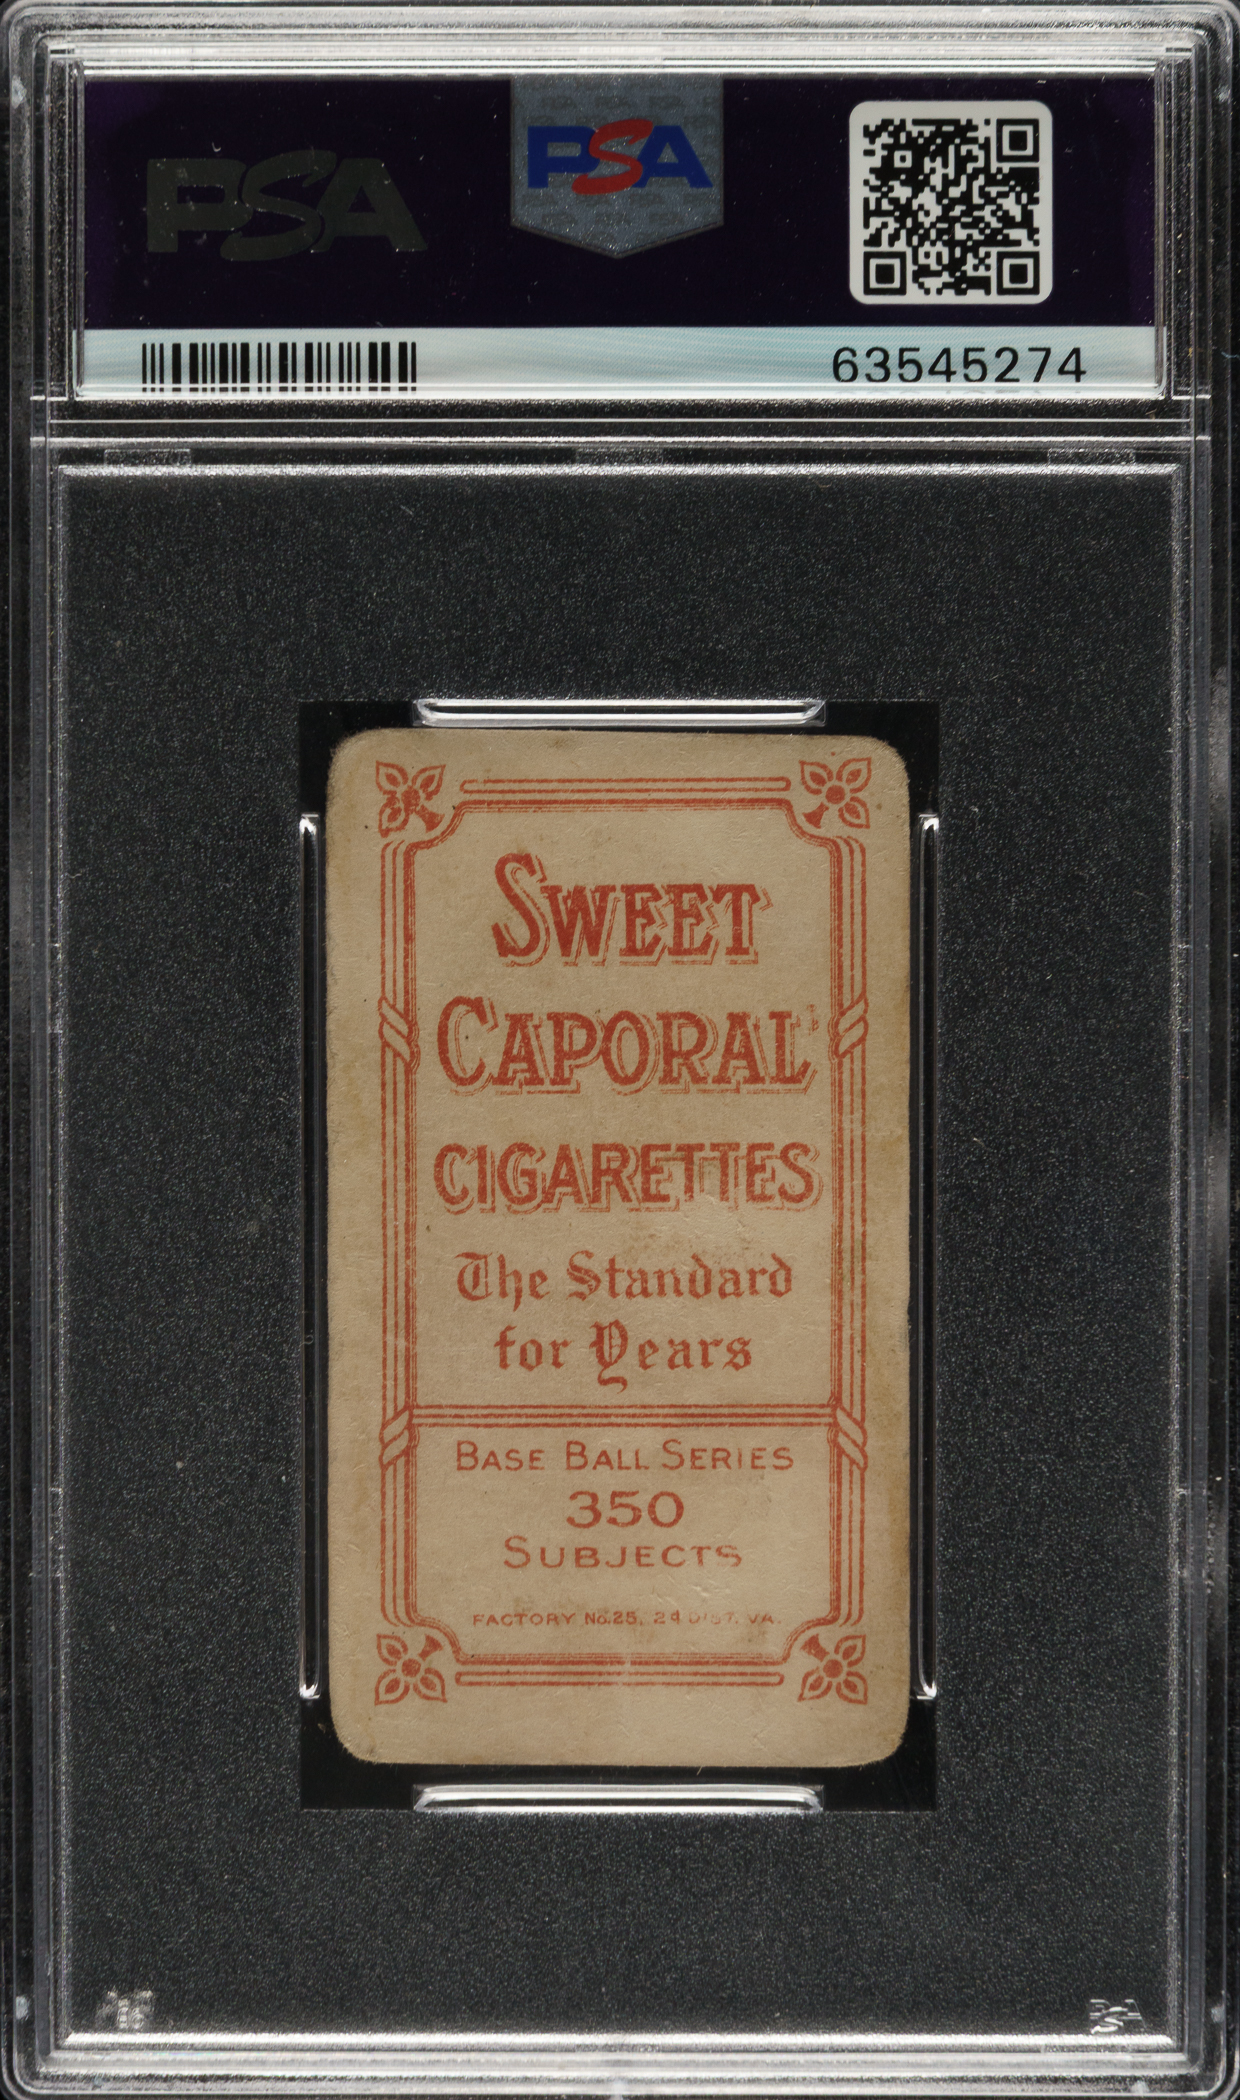 PSA
PSA
63545274
SWEET
CAPORAL
CIGARETTES
The Standard
for Years
BASE BALL SERIES
350
SUBJECTS
FACTORY No. 25, 2d DIST. VA.
PSA